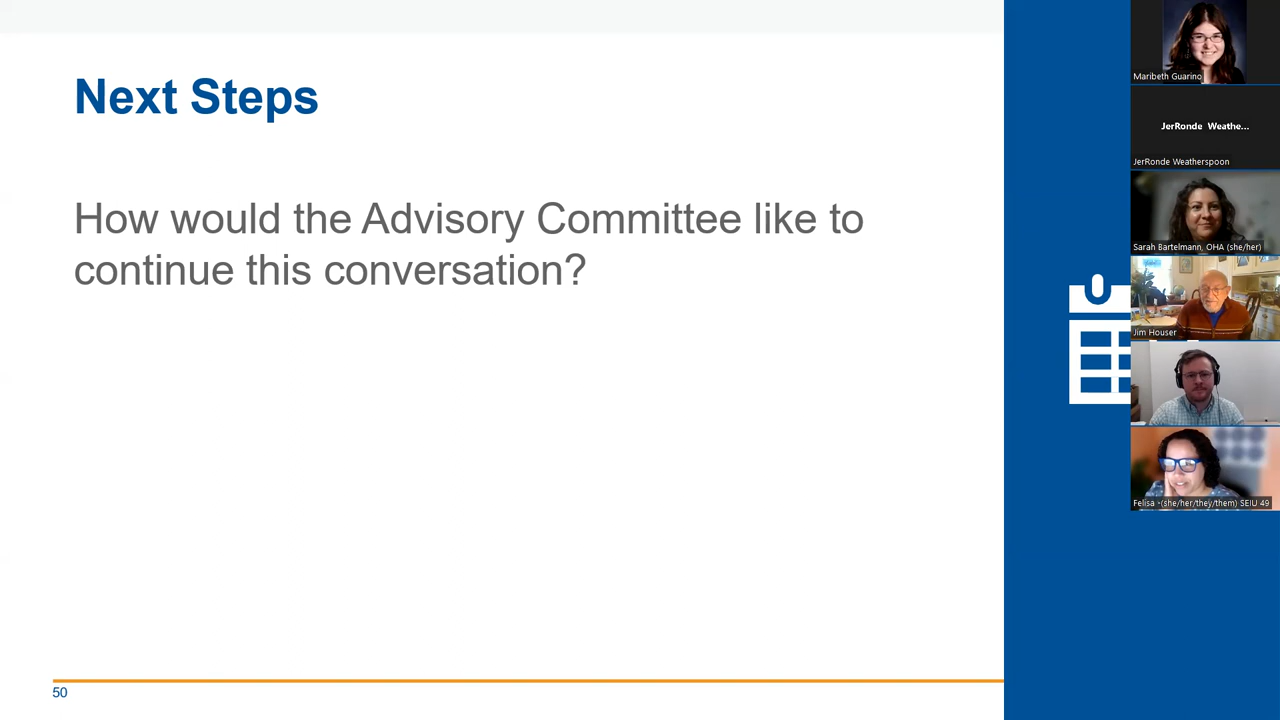 Next Steps
How would the Advisory Committee like to
continue this conversation?
50
Maribeth Guarino
JerRonde Weathe...
JerRonde Weatherspoon
Sarah Bartelmann, OHA (she/her)
Jim Houser
Felisa -(she/her/they/them) SEIU 49